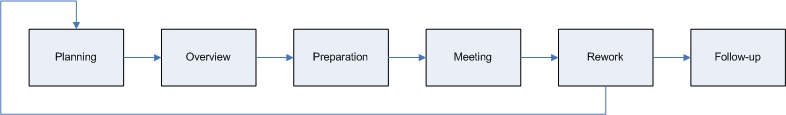 Planning
Overview
Preparation
Meeting
Rework
Follow-up